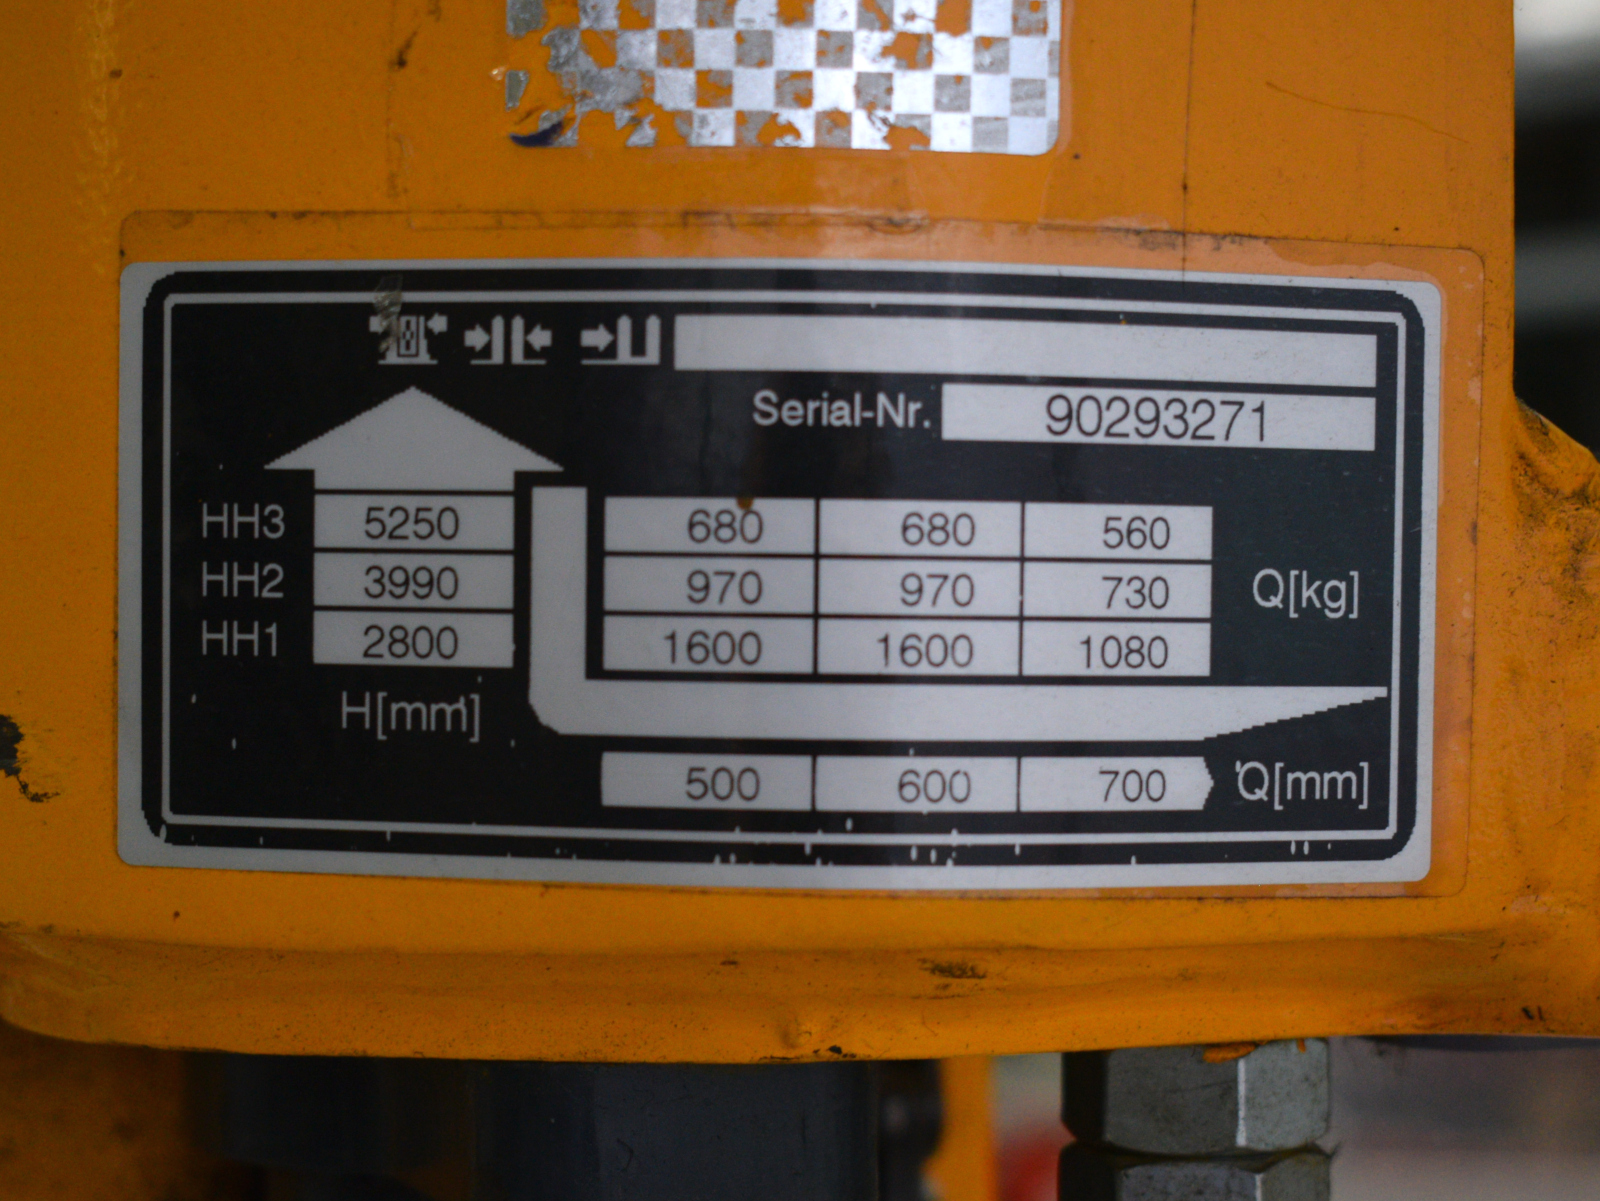 Serial-Nr. 90293271
HH3 5250 680 680 560
HH2 3990 970 970 730 Q[kg]
HH1 2800 1600 1600 1080
H[mm]
500 600 700 Q[mm]